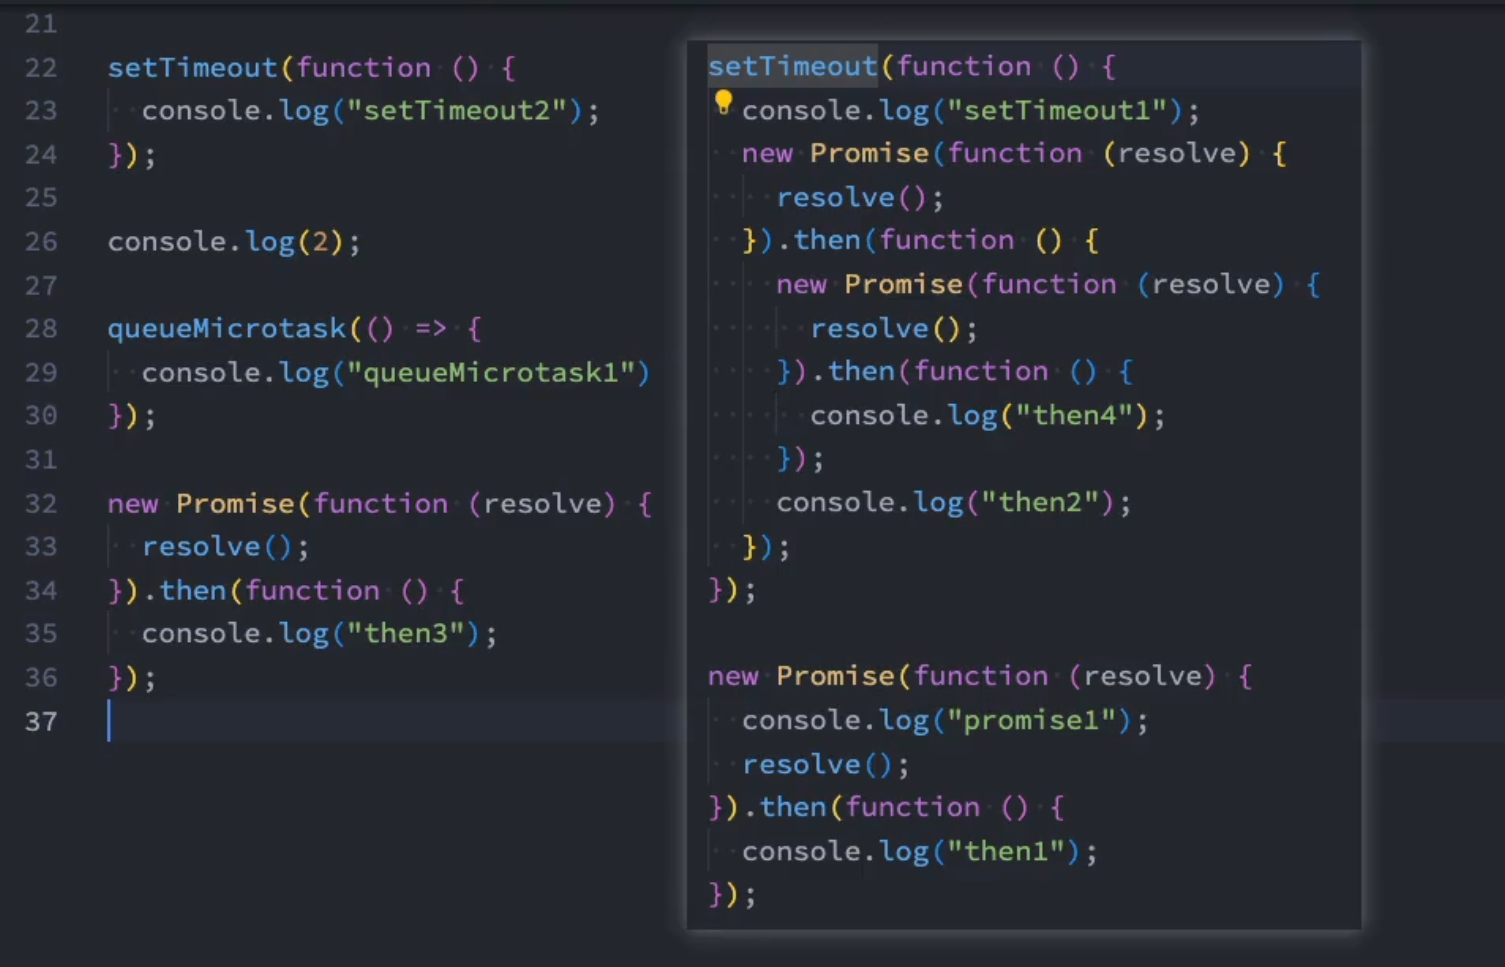 21
22 setTimeout(function () {
23 console.log("setTimeout2");
24 });
25
26 console.log(2);
27
28 queueMicrotask(() => {
29 console.log("queueMicrotask1")
30 });
31
32 new Promise(function (resolve) {
33 resolve();
34 }).then(function () {
35 console.log("then3");
36 });
37
setTimeout(function () {
console.log("setTimeout1");
new Promise(function (resolve) {
resolve();
}).then(function () {
new Promise(function (resolve) {
resolve();
}).then(function () {
console.log("then4");
});
console.log("then2");
});
});
new Promise(function (resolve) {
console.log("promise1");
resolve();
}).then(function () {
console.log("then1");
});